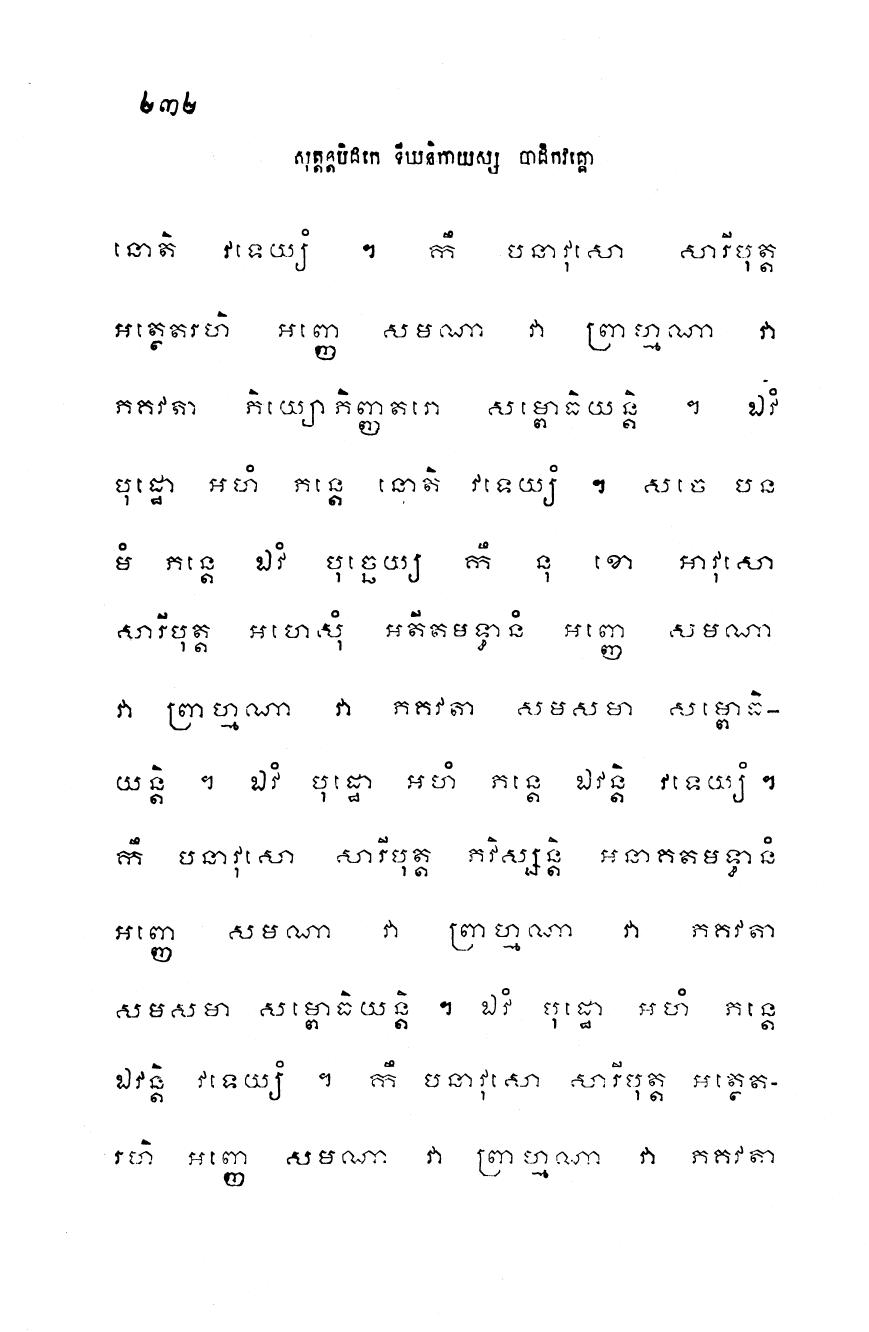 ២៣២
សុត្តន្តបិដកេ ទីឃនិកាយស្ស បាដិកវគ្គោ
នោតិ វទេយ្យំ ។ កឹ បនាវុសោ សារីបុត្ត
អត្ថេតរហិ អញ្ញេ សមណា វា ព្រាហ្មណា វា
ភគវតា ភិយ្យោភិញ្ញតរោ សម្ពោធិយន្តិ ។ ឯវំ
បុដ្ឋោ អហំ ភន្តេ នោតិ វទេយ្យំ ។ សចេ បន
មំ ភន្តេ ឯវំ បុច្ឆេយ្យ កឹ នុ ខោ អាវុសោ
សារីបុត្ត អហេសុំ អតីតមទ្ធានំ អញ្ញេ សមណា
វា ព្រាហ្មណា វា ភគវតា សមសមា សម្ពោធិ-
យន្តិ ។ ឯវំ បុដ្ឋោ អហំ ភន្តេ ឯវន្តិ វទេយ្យំ ។
កឹ បនាវុសោ សារីបុត្ត ភវិស្សន្តិ អនាគតមទ្ធានំ
អញ្ញេ សមណា វា ព្រាហ្មណា វា ភគវតា
សមសមា សម្ពោធិយន្តិ ។ ឯវំ បុដ្ឋោ អហំ ភន្តេ
ឯវន្តិ វទេយ្យំ ។ កឹ បនាវុសោ សារីបុត្ត អត្ថេត-
រហិ អញ្ញេ សមណា វា ព្រាហ្មណា វា ភគវតា